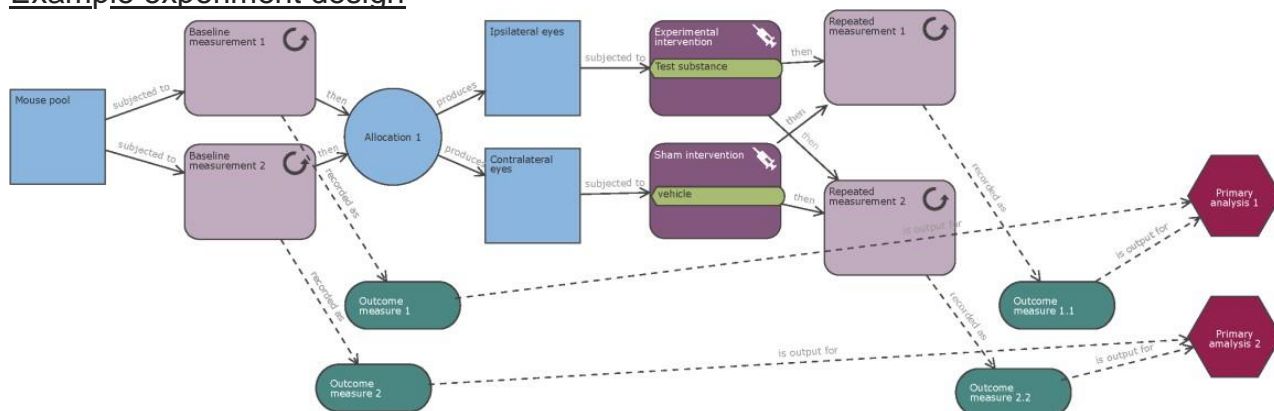 Example experiment design
Mouse pool
subjected to
subjected to
Baseline
measurement 1
Baseline
measurement 2
then
then
recorded as
recorded as
Allocation 1
produces
produces
Ipsilateral eyes
Contralateral
eyes
subjected to
subjected to
Experimental
intervention
Test substance
Sham intervention
vehicle
then
then
then
then
Repeated
measurement 1
Repeated
measurement 2
recorded as
recorded as
Outcome
measure 1
Outcome
measure 2
is output for
is output for
Outcome
measure 1.1
Outcome
measure 2.2
is output for
is output for
Primary
analysis 1
Primary
amalysis 2